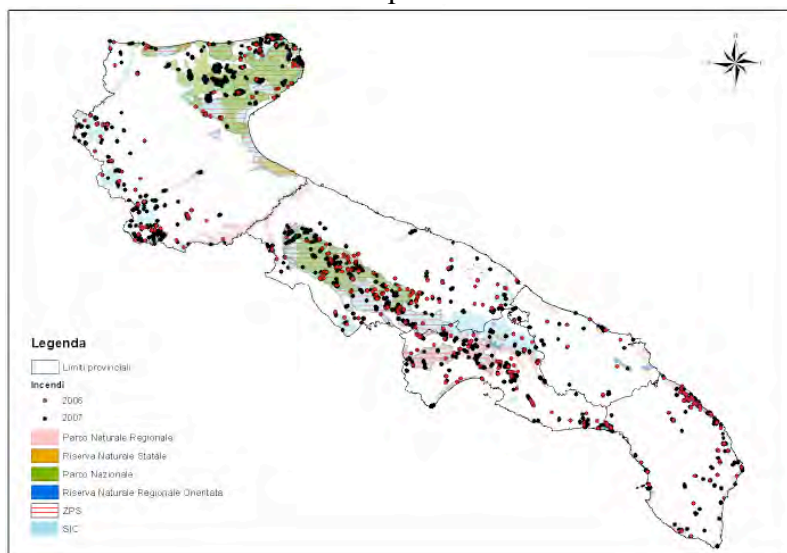 Legenda
Limiti provinciali
Incendi
2006
2007
Parco Naturale Regionale
Riserva Naturale Statale
Parco Nazionale
Riserva Naturale Regionale Orientata
ZPS
SIC